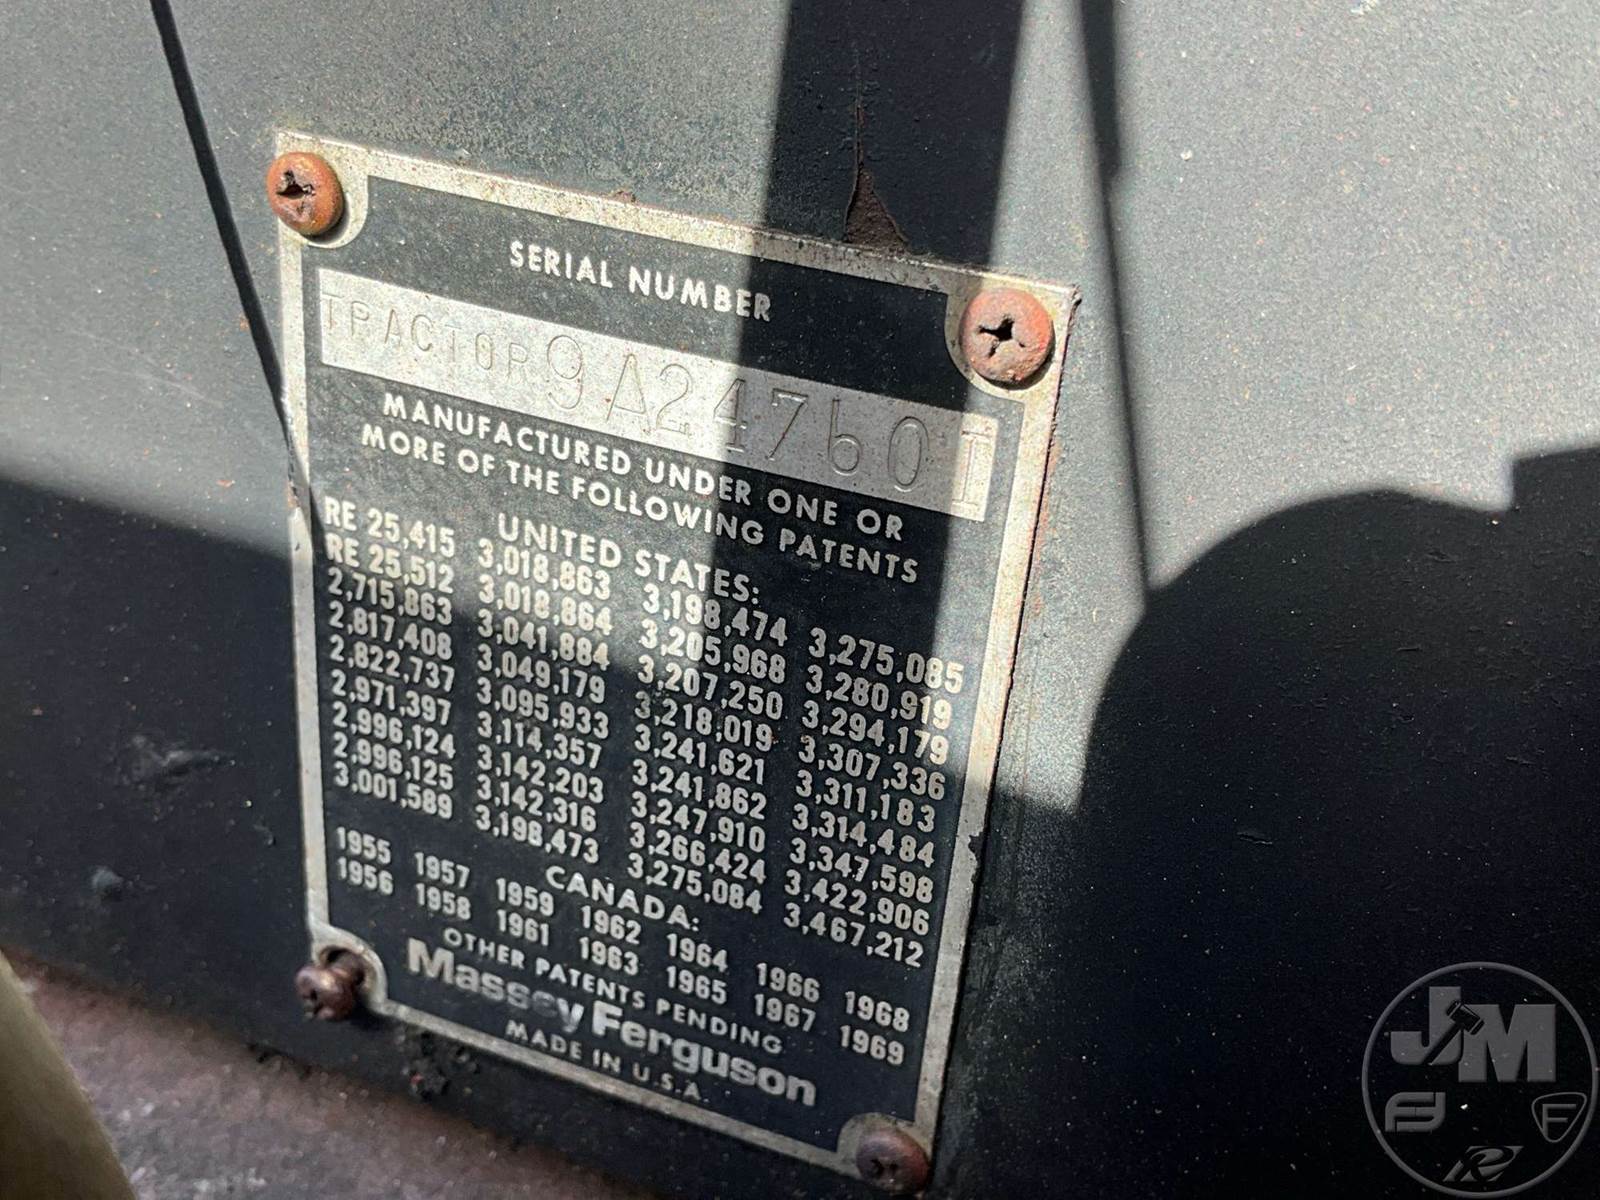 SERIAL NUMBER
TRACTOR 9A247601
MANUFACTURED UNDER ONE OR
MORE OF THE FOLLOWING PATENTS
UNITED STATES:
RE 25,415 3,018,863 3,198,474 3,275,085
RE 25,512 3,018,864 3,205,968 3,280,919
2,715,863 3,041,884 3,207,250 3,294,179
2,817,408 3,049,179 3,218,019 3,307,336
2,822,737 3,095,933 3,241,621 3,311,183
2,971,397 3,114,357 3,241,862 3,314,484
2,996,124 3,142,203 3,247,910 3,347,598
2,996,125 3,142,316 3,266,424 3,422,906
3,001,589 3,198,473 3,275,084 3,467,212
CANADA:
1955 1957 1959 1962 1964 1966 1968
1956 1958 1961 1963 1965 1967 1969
OTHER PATENTS PENDING
Massey Ferguson
MADE IN U.S.A.
JM